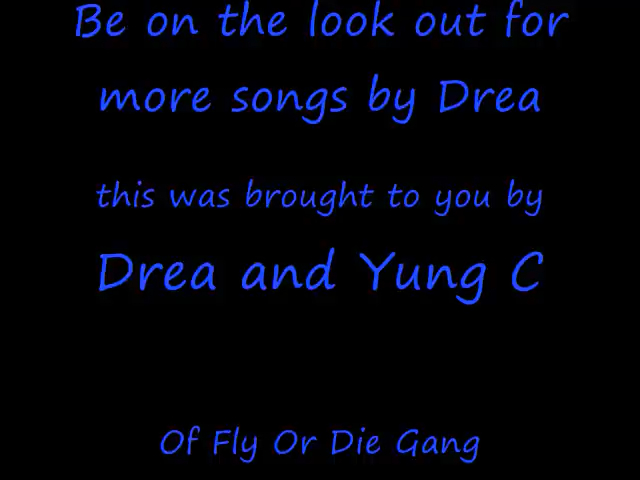 Be on the look out for
more songs by Drea
this was brought to you by
Drea and Yung C
Of Fly Or Die Gang